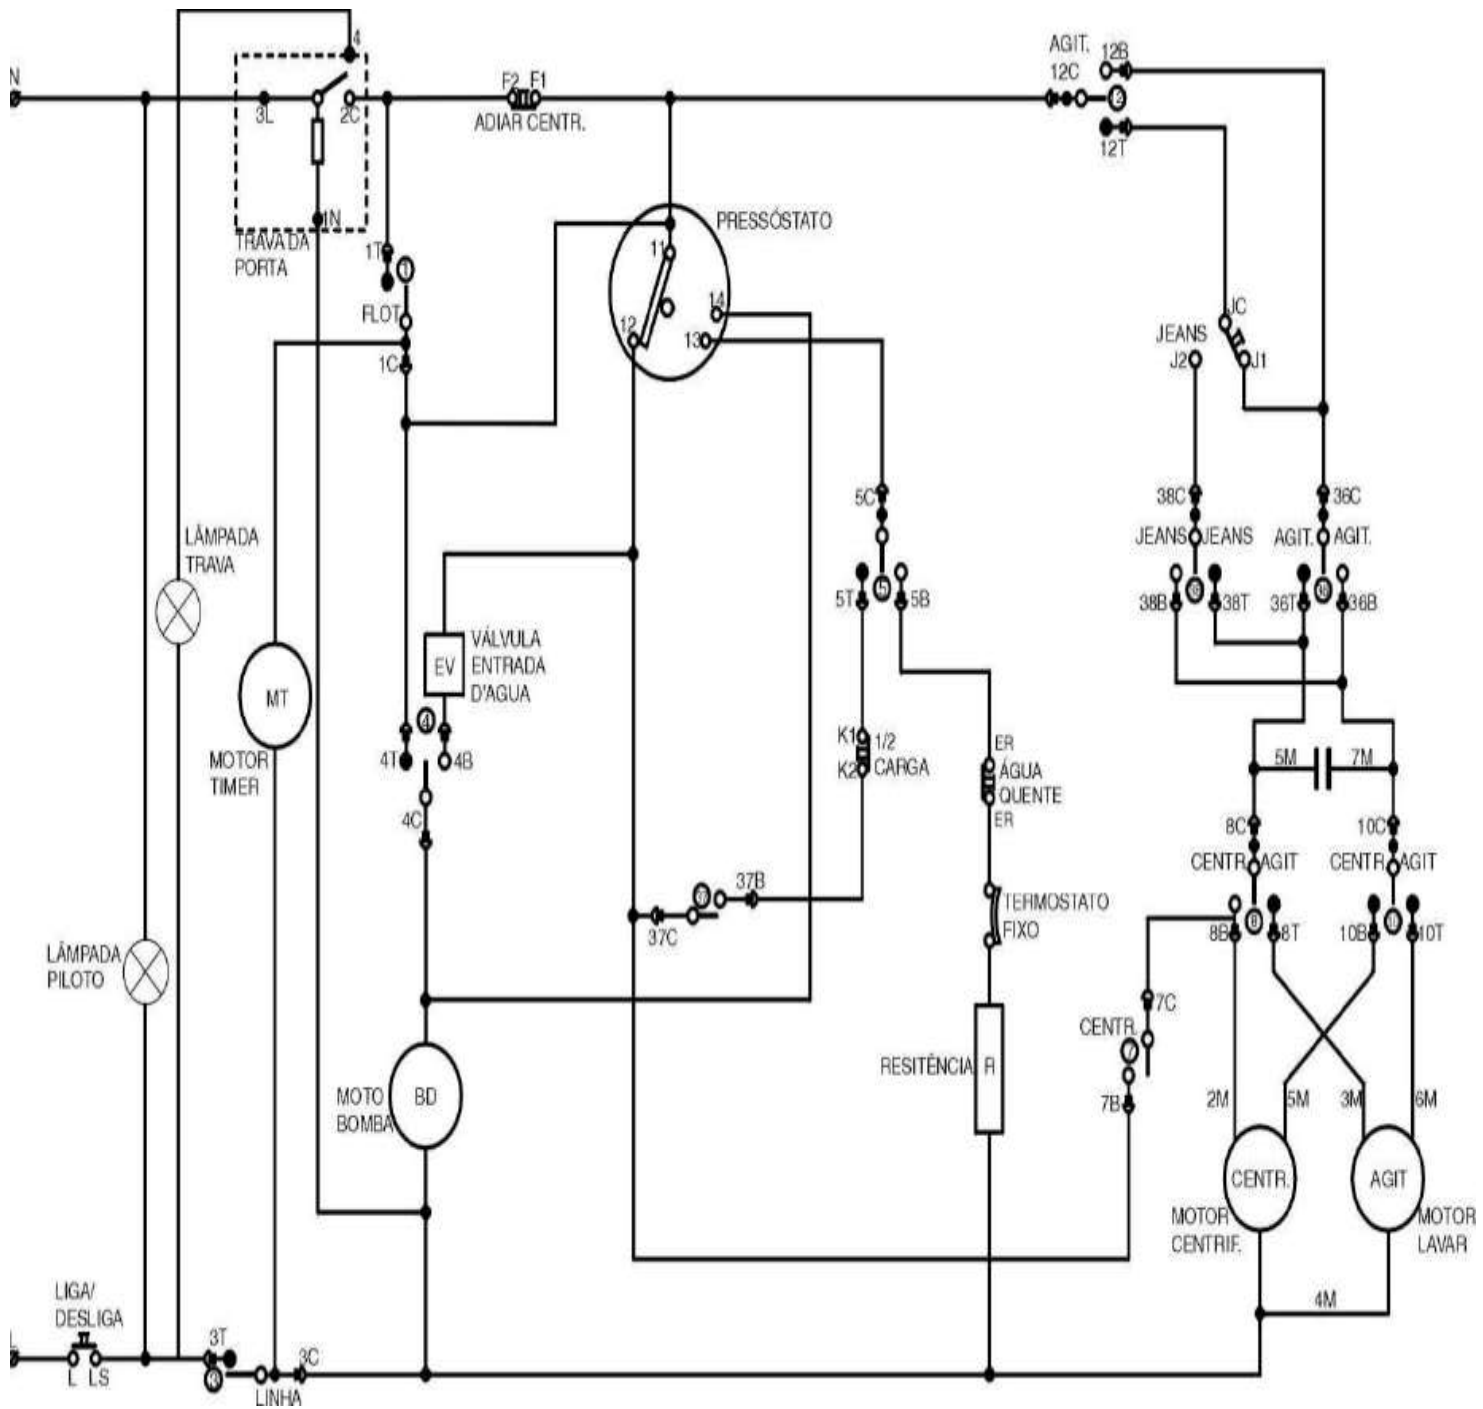 4
N
3L
2C
F2 F1
ADIAR CENTR.
AGIT.
12B
12C
12T
1N
TRAVA DA
PORTA
1T
1
FLOT
1C
PRESSÓSTATO
11
12
14
13
JC
JEANS
J2
J1
5C
5T
5
5B
38C
36C
JEANS JEANS
AGIT. AGIT.
38B
38T
36T
36B
LÂMPADA
TRAVA
MT
MOTOR
TIMER
EV
VÁLVULA
ENTRADA
D'AGUA
4T
4
4B
4C
K1
K2
1/2
CARGA
ER
ÁGUA
QUENTE
ER
5M
7M
8C
10C
CENTR. AGIT
CENTR. AGIT
8B
8T
10B
10T
37B
37C
TERMOSTATO
FIXO
LÂMPADA
PILOTO
7C
CENTR.
7
7B
RESITÊNCIA
R
MOTO
BOMBA
BD
2M
5M
3M
6M
CENTR.
AGIT
MOTOR
CENTRIF.
MOTOR
LAVAR
4M
LIGA/
DESLIGA
L
L LS
3T
3
3C
LINHA